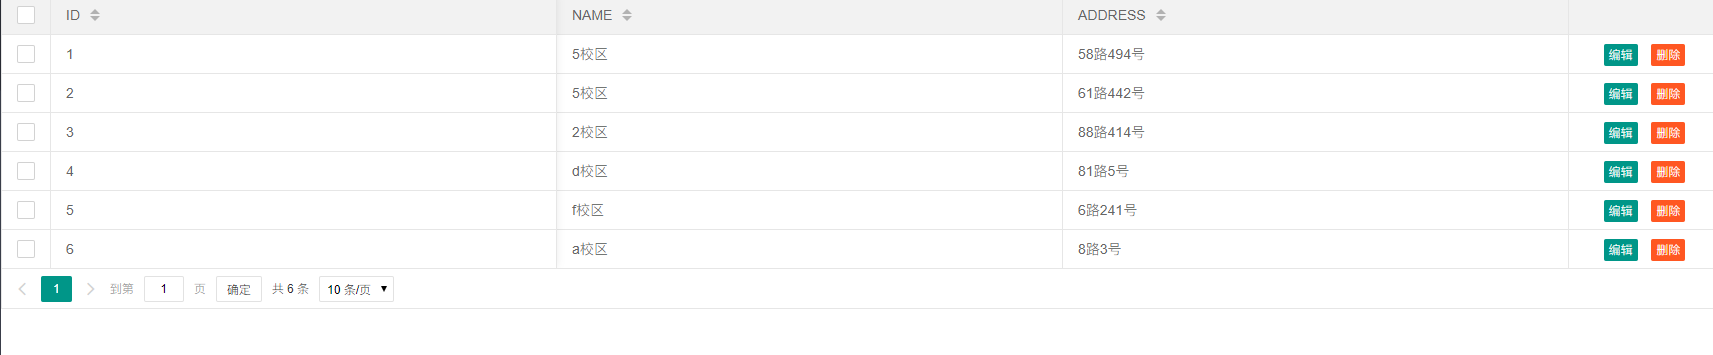 ID NAME ADDRESS
1 5校区 58路494号 编辑 删除
2 5校区 61路442号 编辑 删除
3 2校区 88路414号 编辑 删除
4 d校区 81路5号 编辑 删除
5 f校区 6路241号 编辑 删除
6 a校区 8路3号 编辑 删除
1 到第 1 页 确定 共 6 条 10 条/页